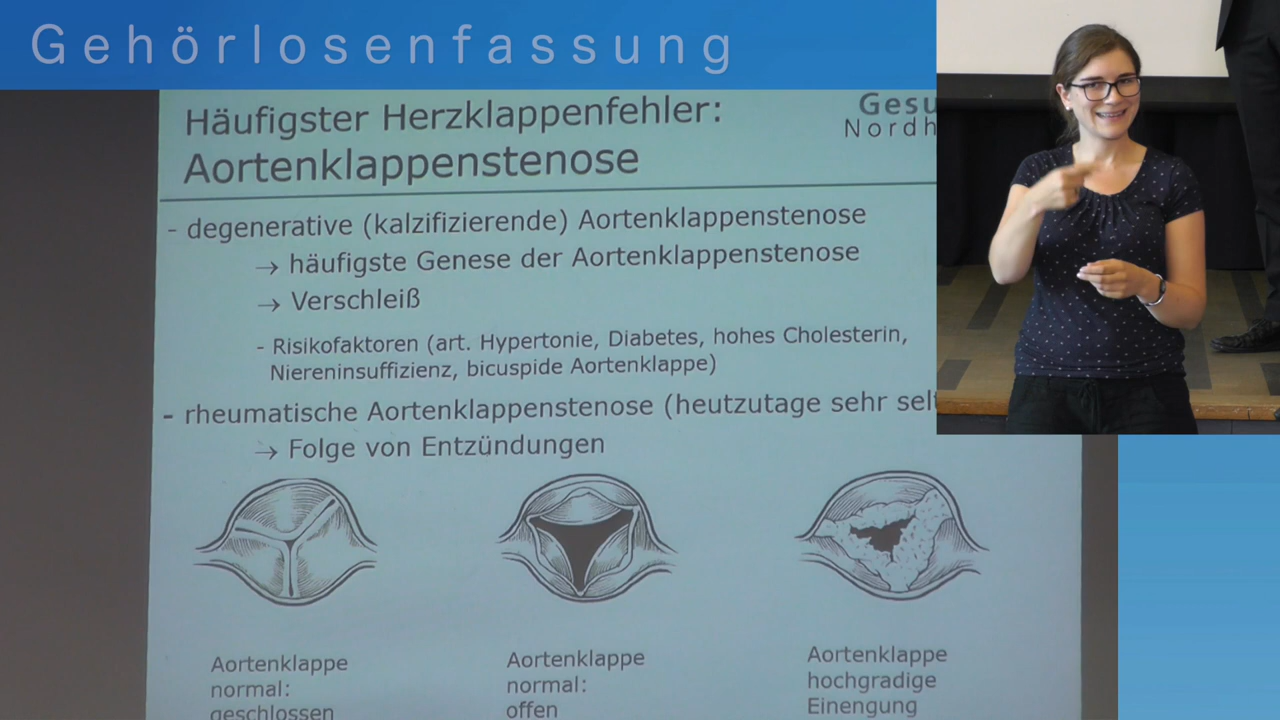 Gehörlosenfassung
Häufigster Herzklappenfehler:
Aortenklappenstenose
Gesu
Nordh
- degenerative (kalzifizierende) Aortenklappenstenose
→ häufigste Genese der Aortenklappenstenose
→ Verschleiß
- Risikofaktoren (art. Hypertonie, Diabetes, hohes Cholesterin,
Niereninsuffizienz, bicuspide Aortenklappe)
- rheumatische Aortenklappenstenose (heutzutage sehr selt
→ Folge von Entzündungen
Aortenklappe
normal:
geschlossen
Aortenklappe
normal:
offen
Aortenklappe
hochgradige
Einengung